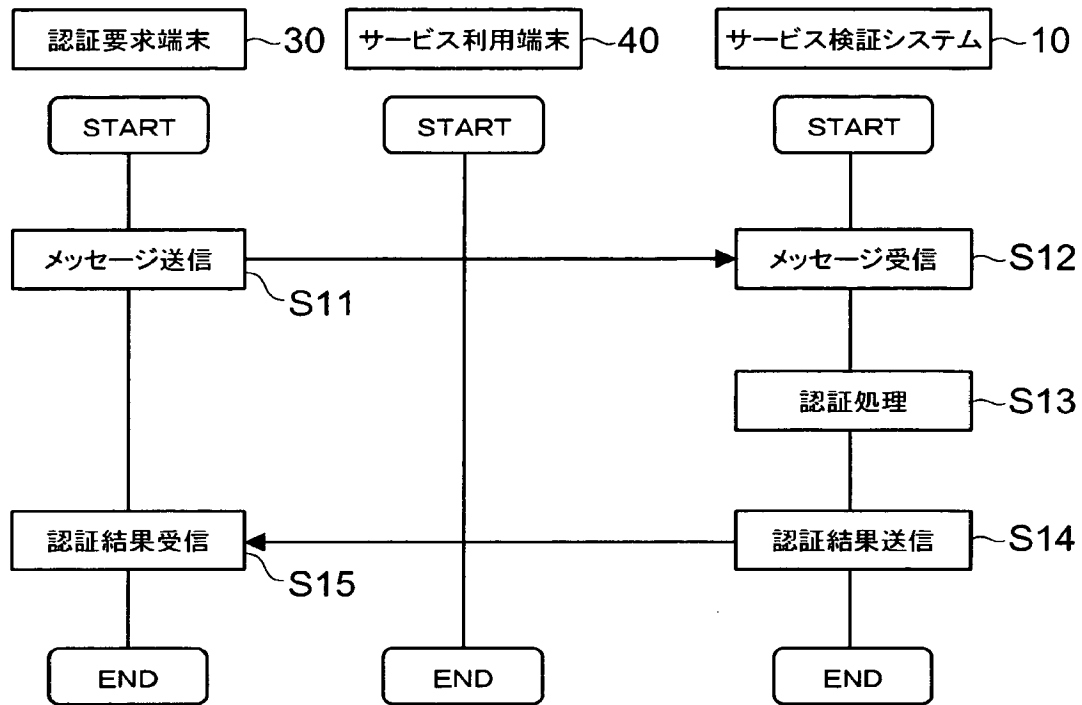 認証要求端末 30 サービス利用端末 40 サービス検証システム 10
START START START
メッセージ送信 メッセージ受信 S12
S11
認証処理 S13
認証結果受信 認証結果送信 S14
S15
END END END